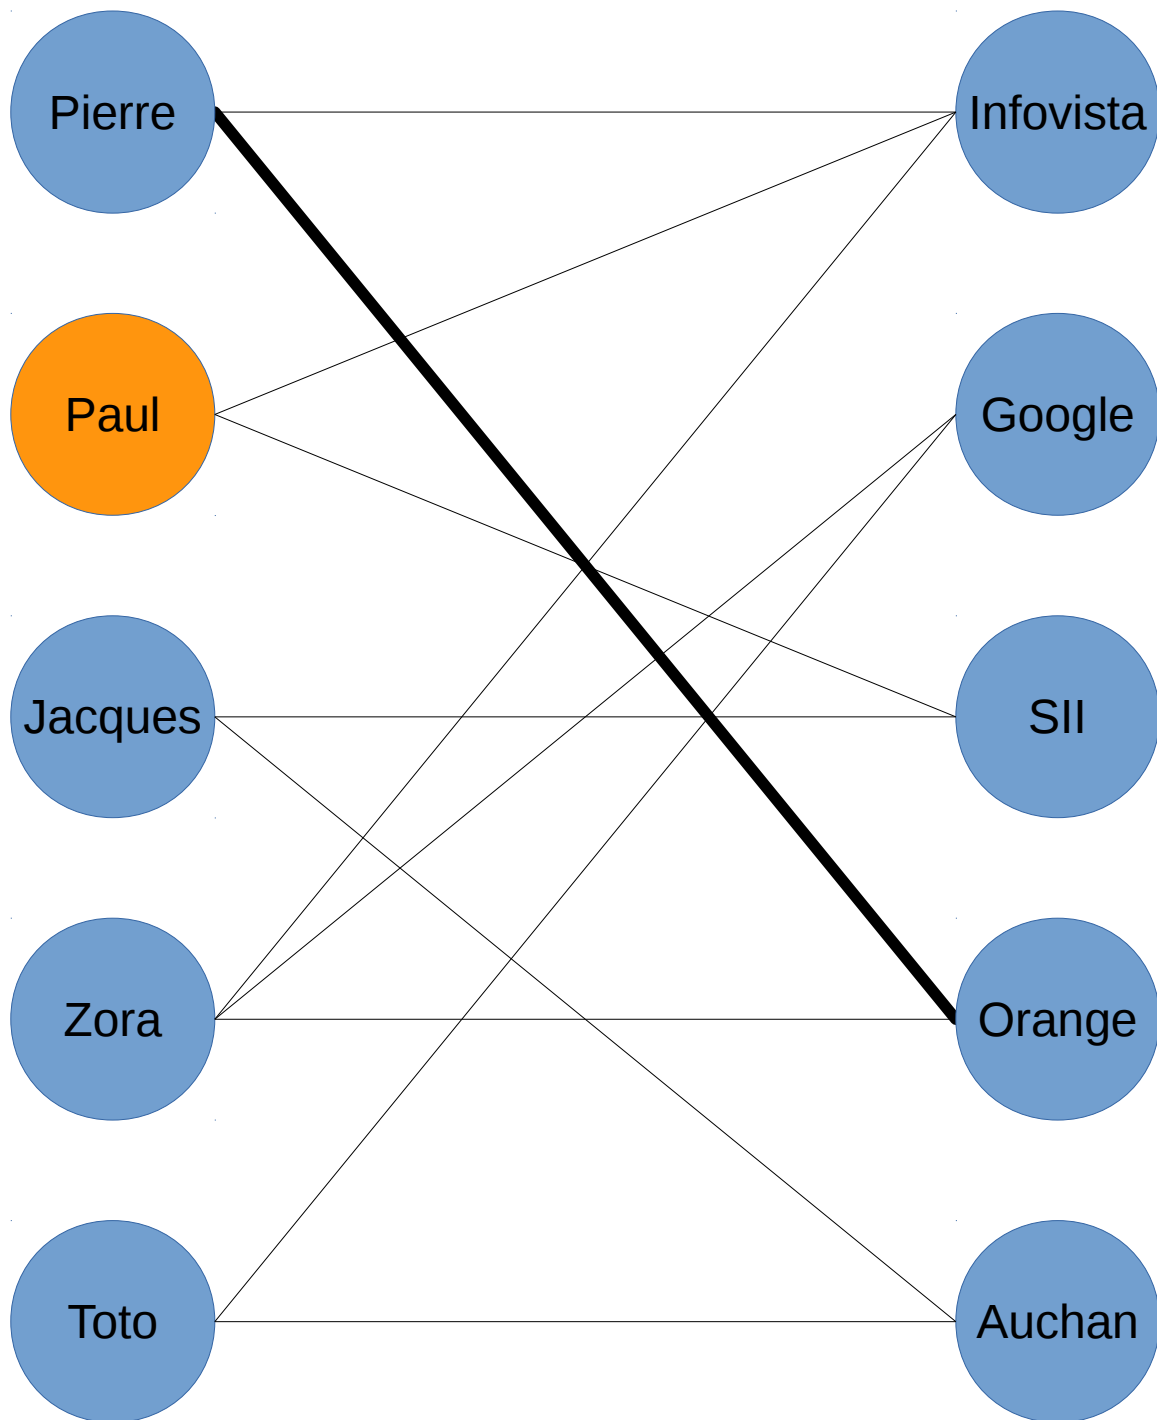 Pierre
Infovista
Paul
Google
Jacques
SII
Zora
Orange
Toto
Auchan